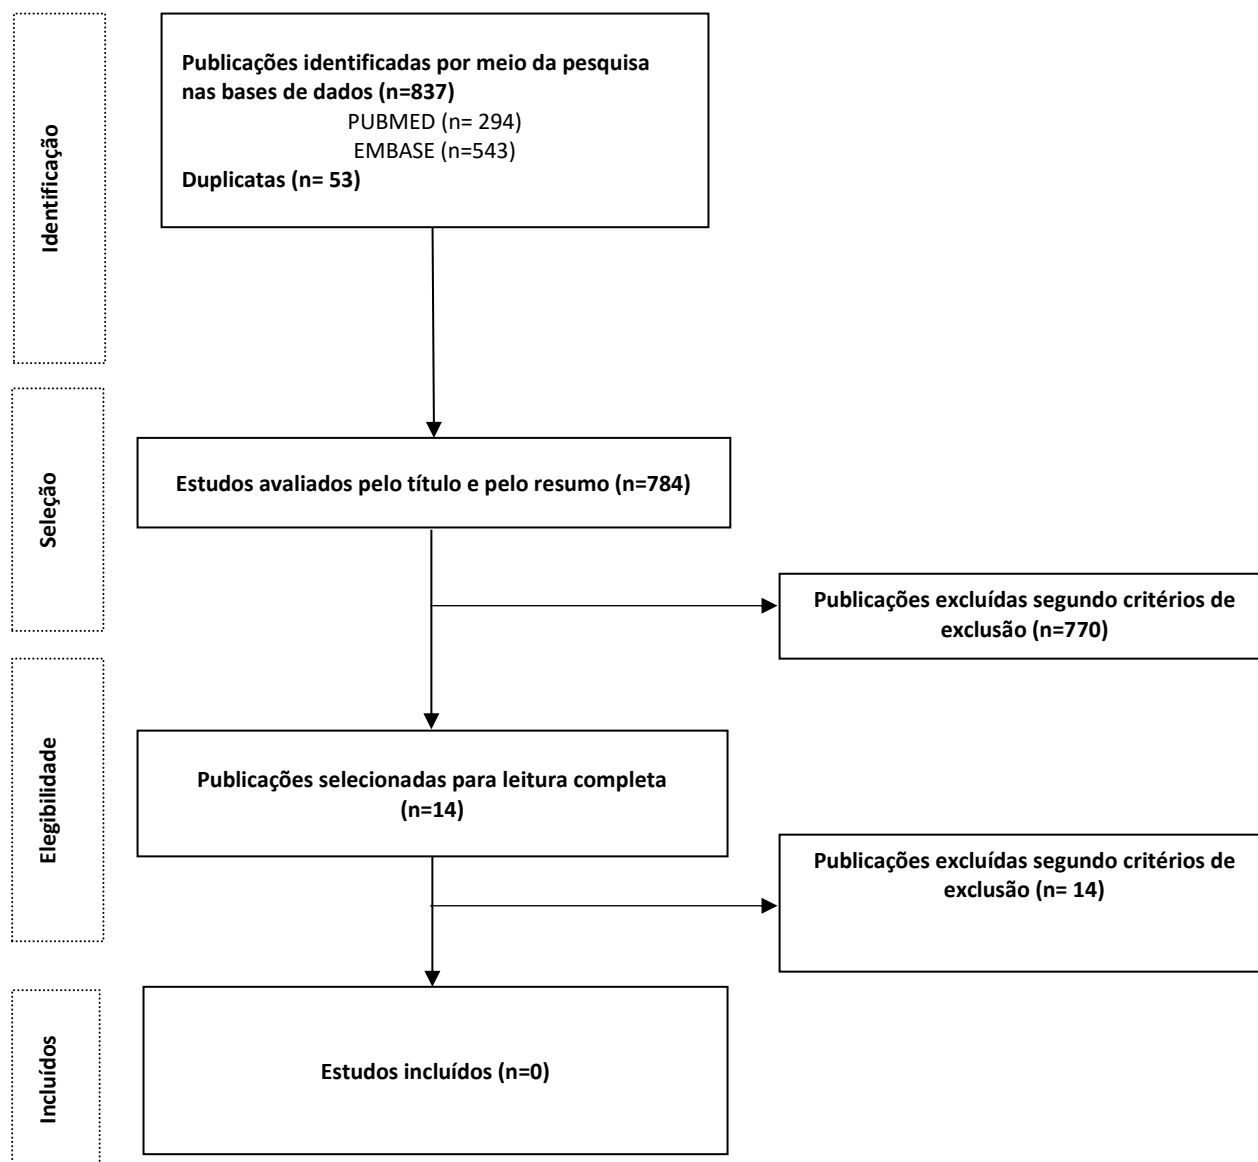 Identificação
Publicações identificadas por meio da pesquisa
nas bases de dados (n=837)
PUBMED (n= 294)
EMBASE (n=543)
Duplicatas (n= 53)
Seleção
Estudos avaliados pelo título e pelo resumo (n=784)
Publicações excluídas segundo critérios de
exclusão (n=770)
Elegibilidade
Publicações selecionadas para leitura completa
(n=14)
Publicações excluídas segundo critérios de
exclusão (n= 14)
Incluídos
Estudos incluídos (n=0)